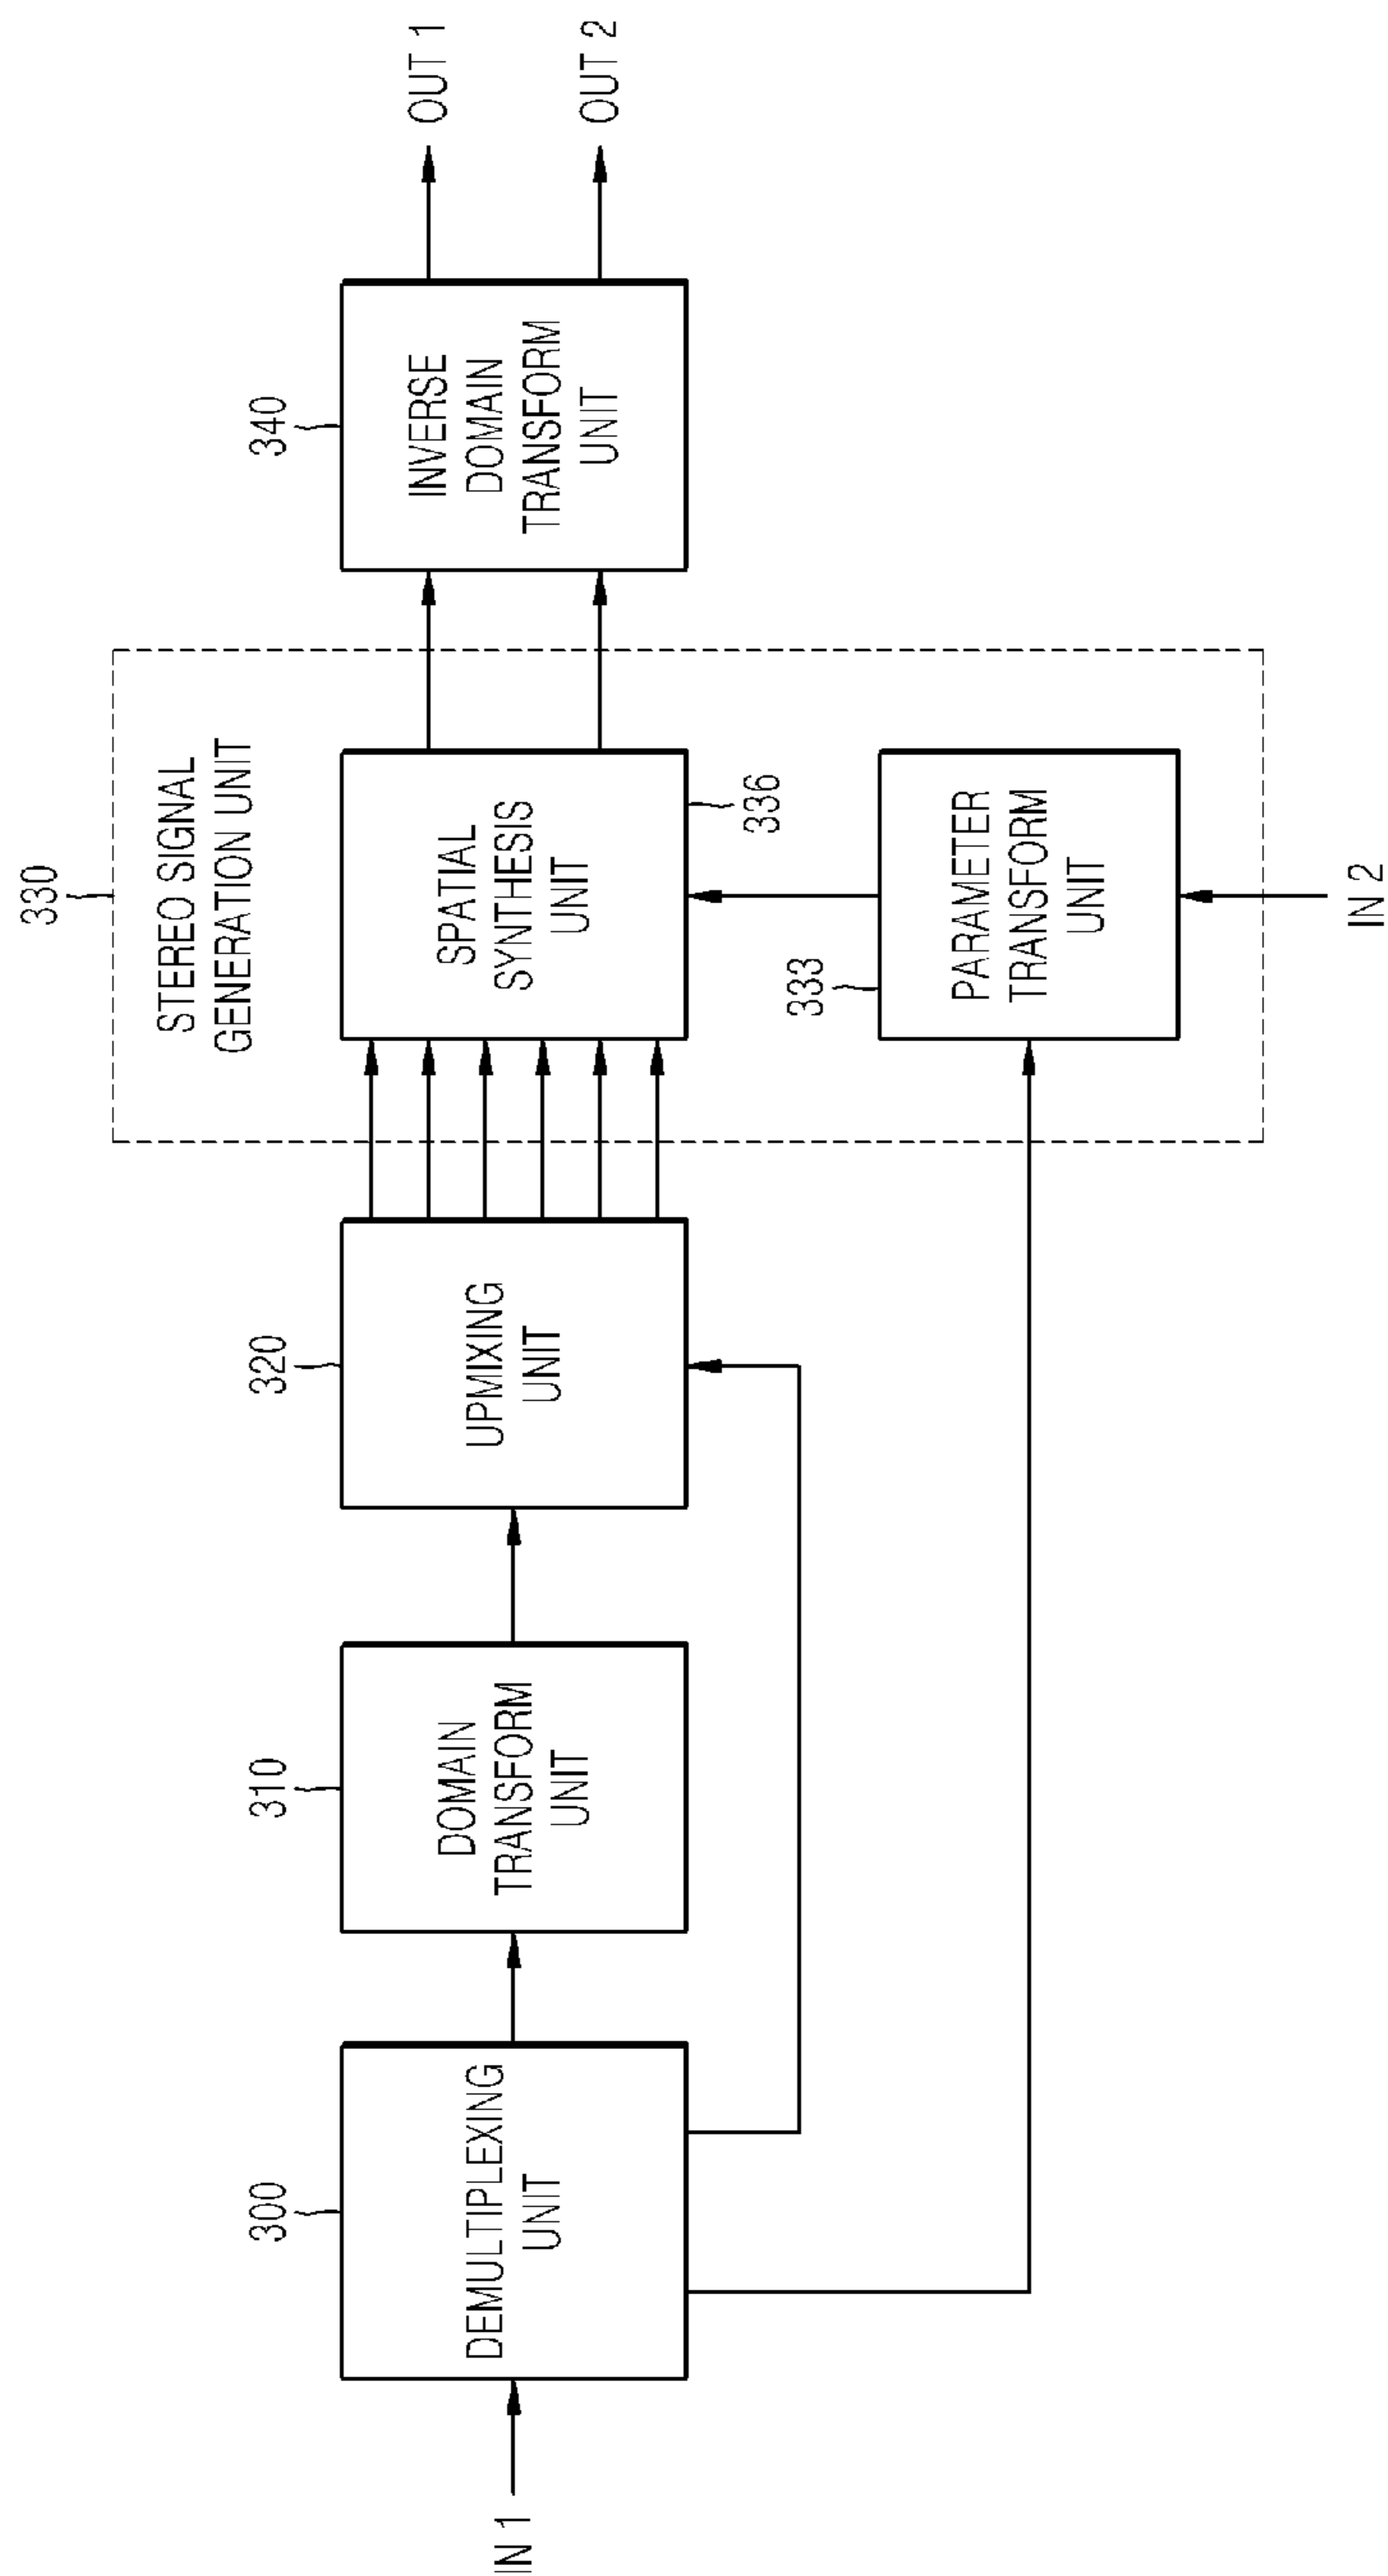 330
STEREO SIGNAL
GENERATION UNIT
300
310
320
340
IN 1
DEMULTIPLEXING
UNIT
DOMAIN
TRANSFORM
UNIT
UPMIXING
UNIT
SPATIAL
SYNTHESIS
UNIT
336
INVERSE
DOMAIN
TRANSFORM
UNIT
OUT 1
OUT 2
333
PARAMETER
TRANSFORM
UNIT
IN 2